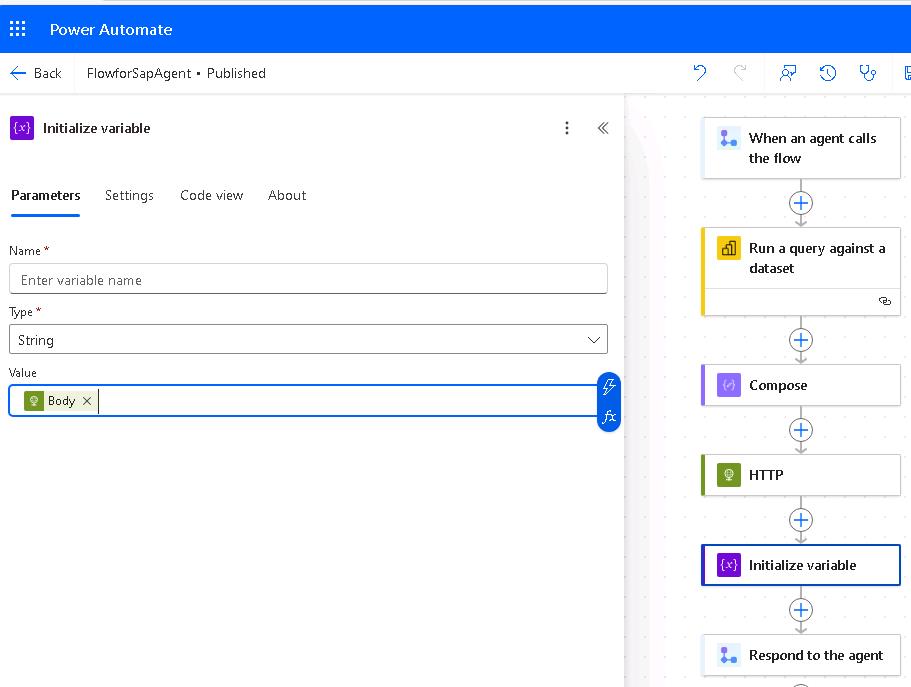 Power Automate
Back
FlowforSapAgent • Published
Initialize variable
Parameters
Settings
Code view
About
Name *
Enter variable name
Type *
String
Value
Body
fx
When an agent calls
the flow
Run a query against a
dataset
Compose
HTTP
{x}
Initialize variable
Respond to the agent